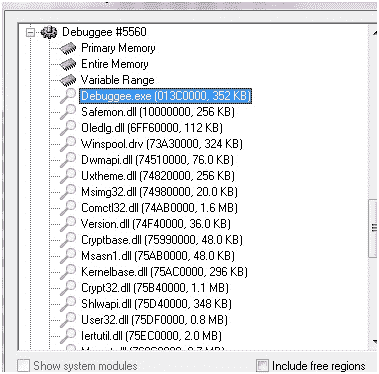 Debuggee #5560
Primary Memory
Entire Memory
Variable Range
Debuggee.exe (013C0000, 352 KB)
Safemon.dll (10000000, 256 KB)
Oledlg.dll (6FF60000, 112 KB)
Winspool.drv (73A30000, 324 KB)
Dwmapi.dll (74510000, 76.0 KB)
Uxtheme.dll (74820000, 256 KB)
Msimg32.dll (74980000, 20.0 KB)
Comctl32.dll (74AB0000, 1.6 MB)
Version.dll (74F40000, 36.0 KB)
Cryptbase.dll (75990000, 48.0 KB)
Msasn1.dll (75AB0000, 48.0 KB)
Kernelbase.dll (75AC0000, 296 KB)
Crypt32.dll (75B40000, 1.1 MB)
Shlwapi.dll (75D40000, 348 KB)
User32.dll (75DF0000, 0.8 MB)
Iertutil.dll (75EC0000, 2.0 MB)
Show system modules
Include free regions